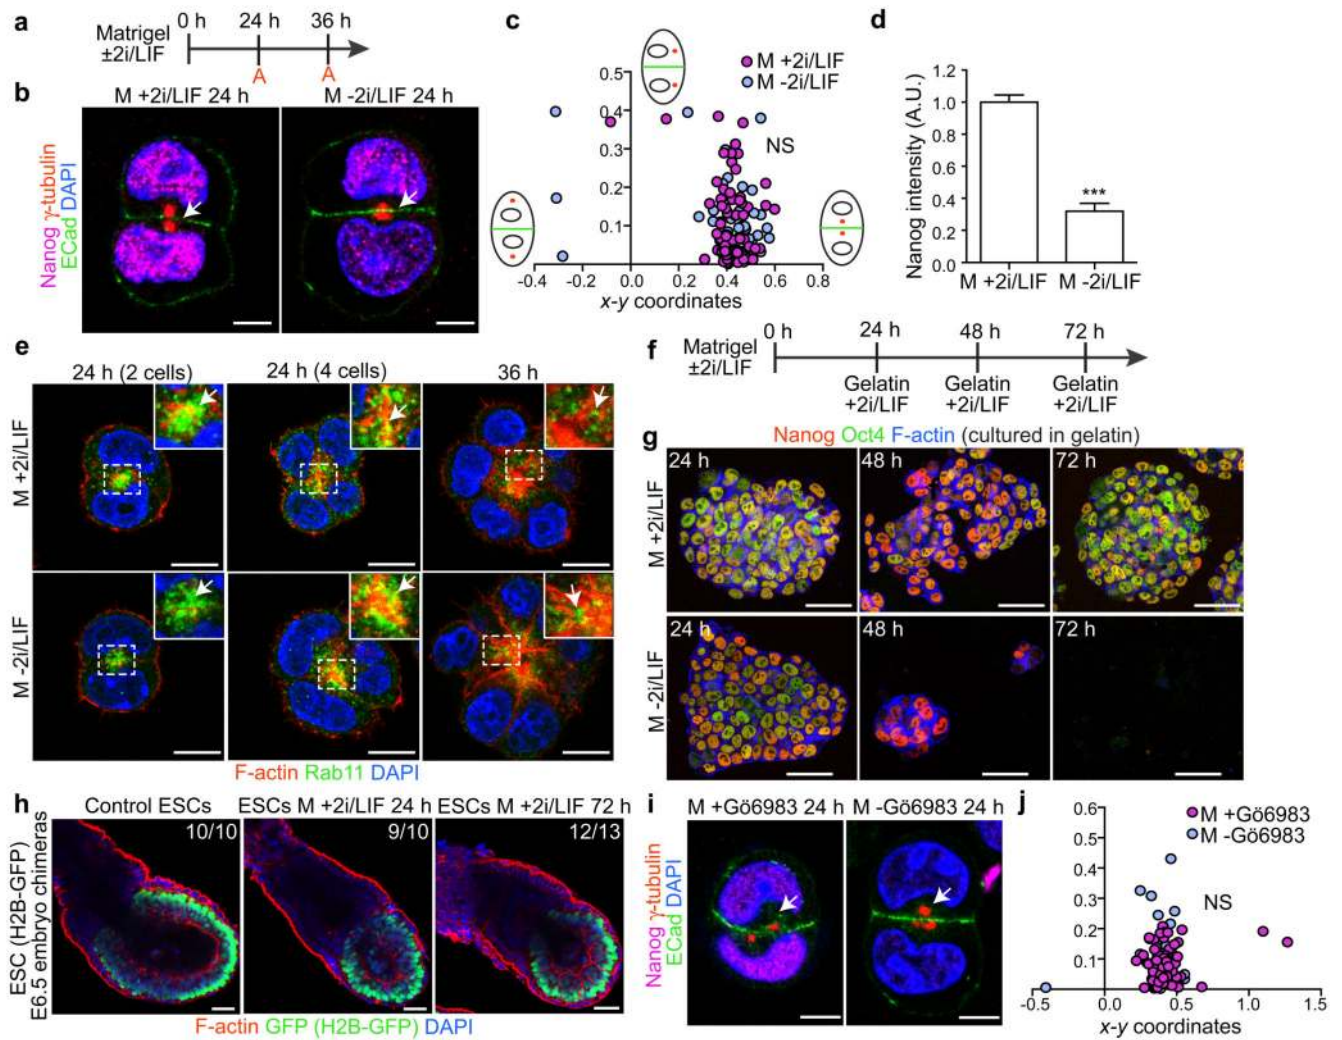 a
0 h 24 h 36 h
Matrigel
±2i/LIF
A A
b
M +2i/LIF 24 h M -2i/LIF 24 h
Nanog γ-tubulin
ECad DAPI
c
M +2i/LIF
M -2i/LIF
NS
0.5
0.4
0.3
0.2
0.1
-0.4 -0.2 0.0 0.2 0.4 0.6 0.8
x-y coordinates
d
Nanog intensity (A.U.)
1.2
1.0
0.8
0.6
0.4
0.2
0.0
***
M +2i/LIF M -2i/LIF
e
24 h (2 cells) 24 h (4 cells) 36 h
M +2i/LIF
M -2i/LIF
F-actin Rab11 DAPI
f
0 h 24 h 48 h 72 h
Matrigel
±2i/LIF
Gelatin Gelatin Gelatin
+2i/LIF +2i/LIF +2i/LIF
g
Nanog Oct4 F-actin (cultured in gelatin)
24 h 48 h 72 h
M +2i/LIF
24 h 48 h 72 h
M -2i/LIF
h
Control ESCs ESCs M +2i/LIF 24 h ESCs M +2i/LIF 72 h
10/10 9/10 12/13
ESC (H2B-GFP)
E6.5 embryo chimeras
F-actin GFP (H2B-GFP) DAPI
i
M +Gö6983 24 h M -Gö6983 24 h
Nanog γ-tubulin
ECad DAPI
j
M +Gö6983
M -Gö6983
NS
0.6
0.5
0.4
0.3
0.2
0.1
-0.5 0.0 0.5 1.0 1.5
x-y coordinates